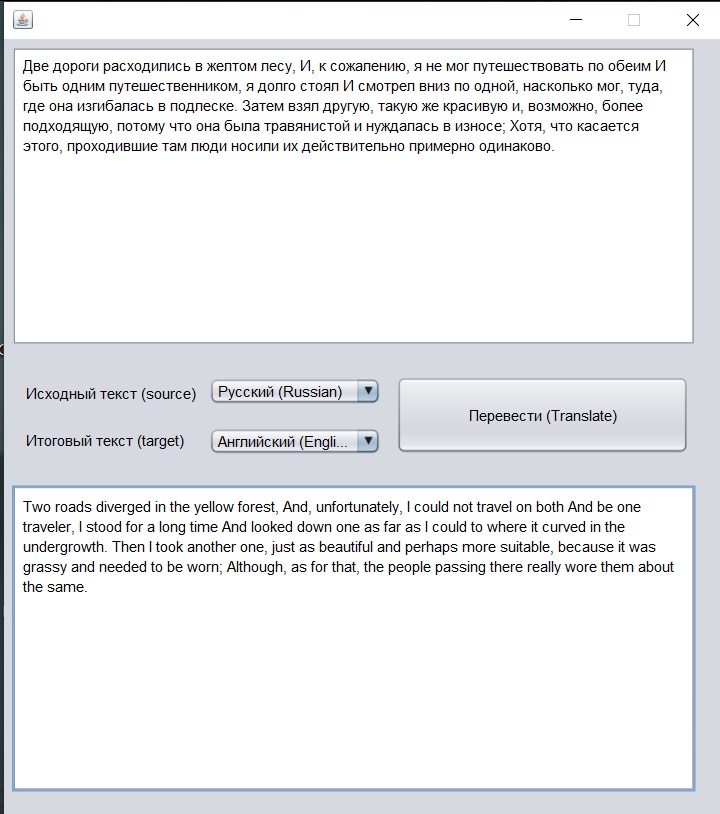 Две дороги расходились в желтом лесу, И, к сожалению, я не мог путешествовать по обеим И
быть одним путешественником, я долго стоял И смотрел вниз по одной, насколько мог, туда,
где она изгибалась в подлеске. Затем взял другую, такую же красивую и, возможно, более
подходящую, потому что она была травянистой и нуждалась в износе; Хотя, что касается
этого, проходившие там люди носили их действительно примерно одинаково.
Исходный текст (source)
Русский (Russian)
Перевести (Translate)
Итоговый текст (target)
Английский (Engli...
Two roads diverged in the yellow forest, And, unfortunately, I could not travel on both And be one
traveler, I stood for a long time And looked down one as far as I could to where it curved in the
undergrowth. Then I took another one, just as beautiful and perhaps more suitable, because it was
grassy and needed to be worn; Although, as for that, the people passing there really wore them about
the same.